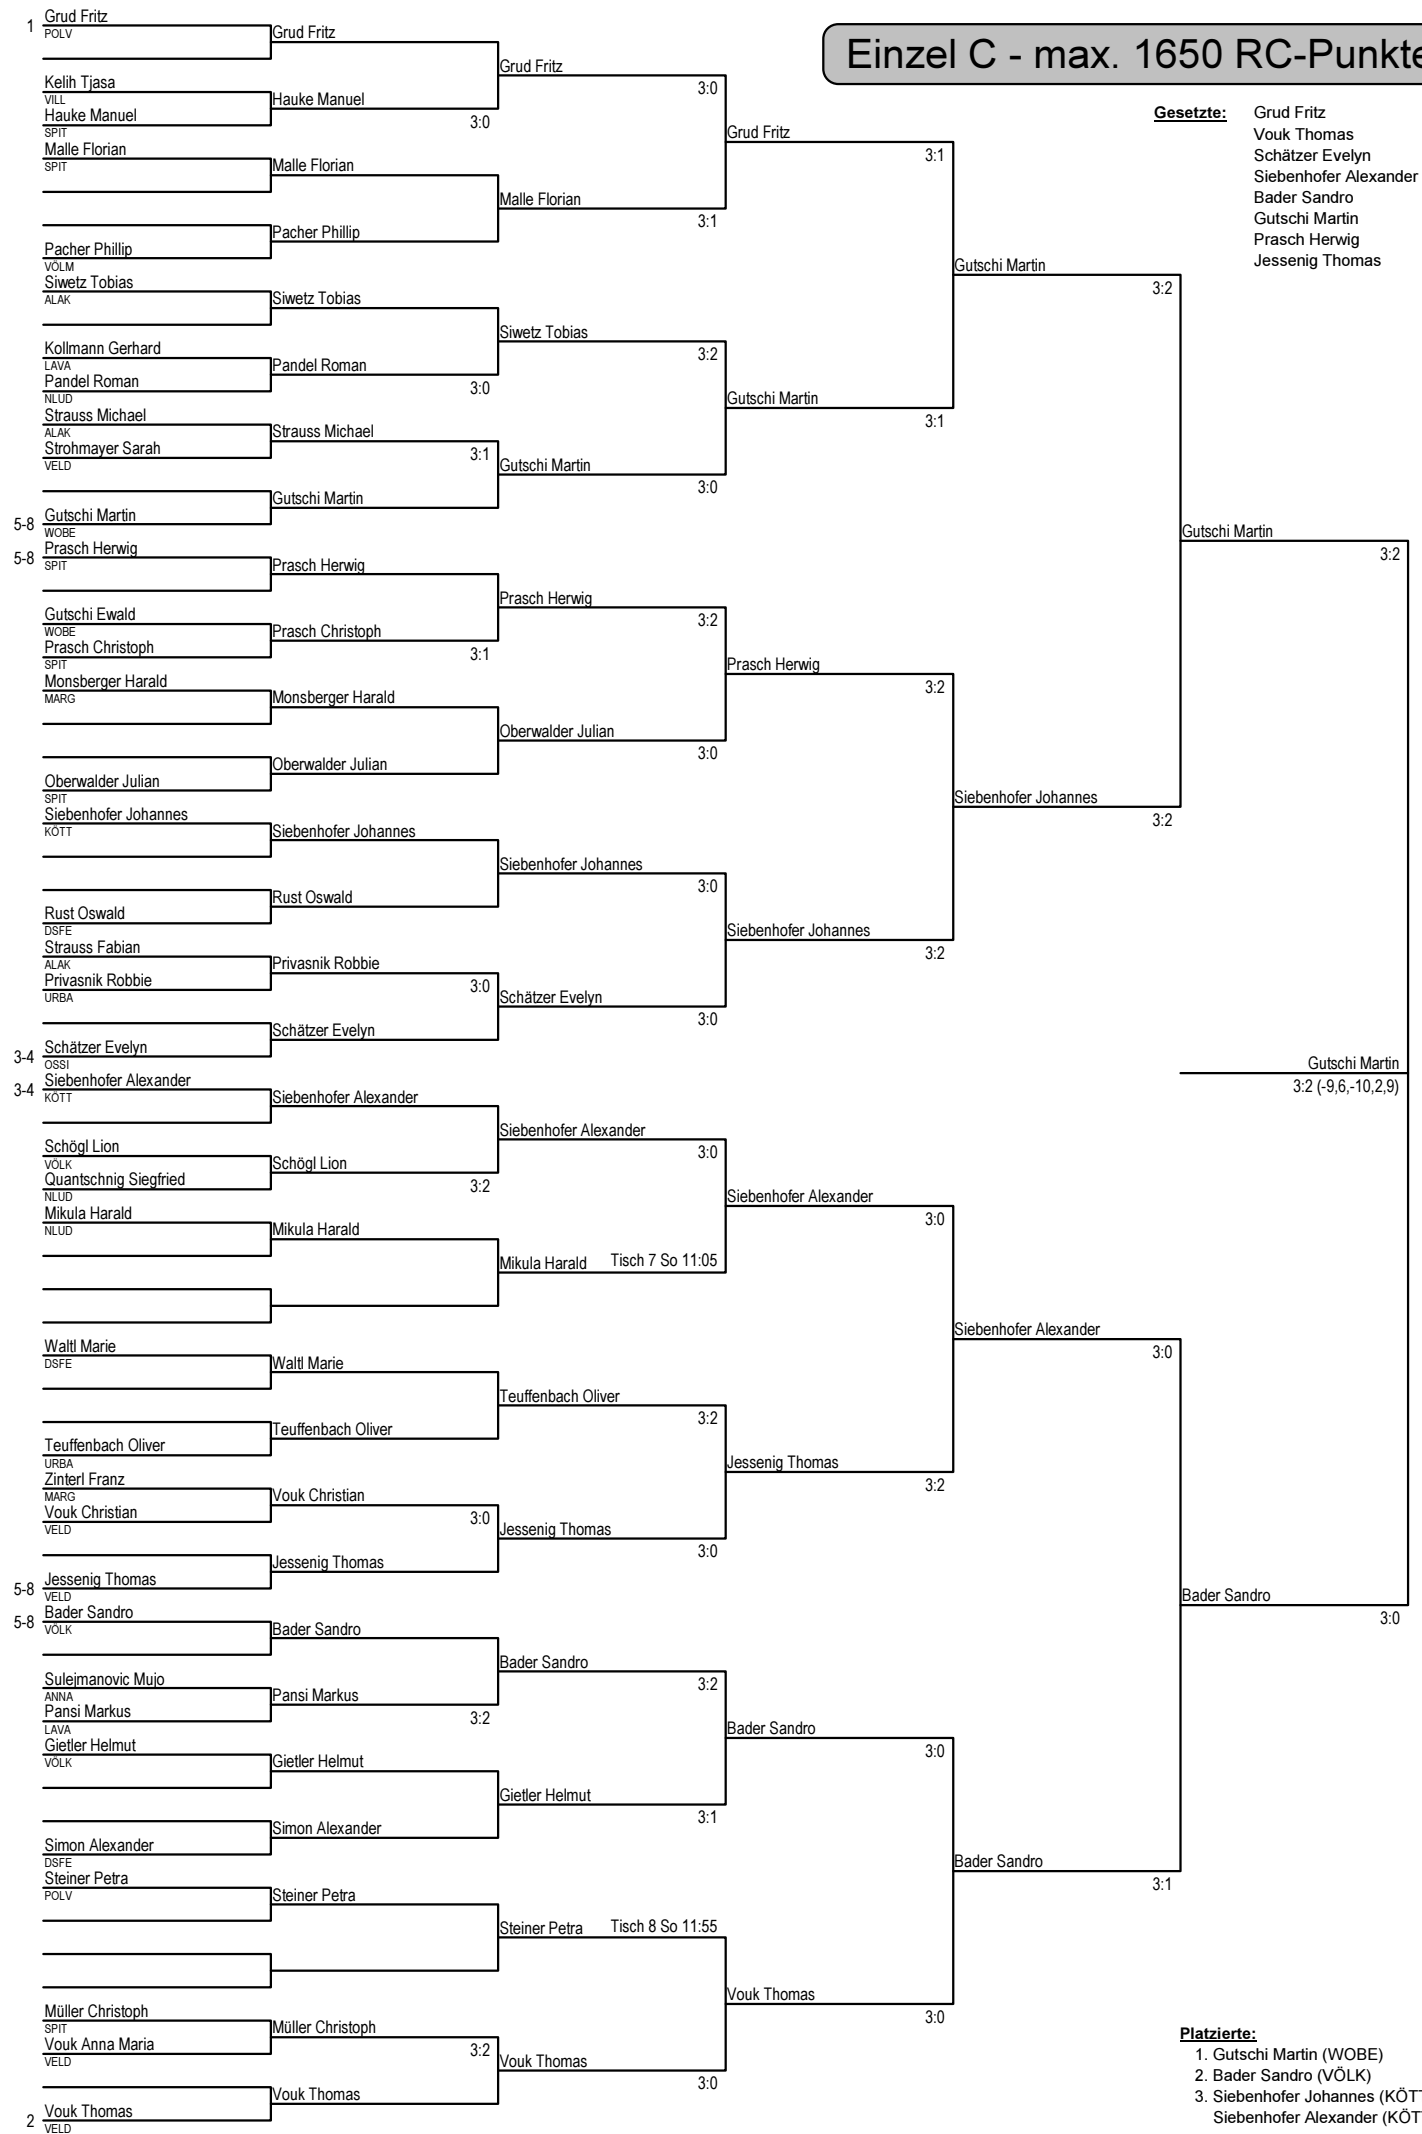 Einzel C - max. 1650 RC-Punkte
Gesetzte: Grud Fritz
Vouk Thomas
Schätzer Evelyn
Siebenhofer Alexander
Bader Sandro
Gutschi Martin
Prasch Herwig
Jessenig Thomas
1 Grud Fritz
POLV
Kelih Tjasa
VILL
Hauke Manuel
SPIT
Malle Florian
SPIT
Pacher Phillip
VÖLM
Siwetz Tobias
ALAK
Kollmann Gerhard
LAVA
Pandel Roman
NLUD
Strauss Michael
ALAK
Strohmayer Sarah
VELD
5-8 Gutschi Martin
WOBE
5-8 Prasch Herwig
SPIT
Gutschi Ewald
WOBE
Prasch Christoph
SPIT
Monsberger Harald
MARG
Oberwalder Julian
SPIT
Siebenhofer Johannes
KÖTT
Rust Oswald
DSFE
Strauss Fabian
ALAK
Privasnik Robbie
URBA
3-4 Schätzer Evelyn
OSSI
3-4 Siebenhofer Alexander
KÖTT
Schögl Lion
VÖLK
Quantschnig Siegfried
NLUD
Mikula Harald
NLUD
Waltl Marie
DSFE
Teuffenbach Oliver
URBA
Zinterl Franz
MARG
Vouk Christian
VELD
5-8 Jessenig Thomas
VELD
5-8 Bader Sandro
VÖLK
Sulejmanovic Mujo
ANNA
Pansi Markus
LAVA
Gietler Helmut
VÖLK
Simon Alexander
DSFE
Steiner Petra
POLV
Müller Christoph
SPIT
Vouk Anna Maria
VELD
2 Vouk Thomas
VELD
Grud Fritz
Hauke Manuel
3:0
Malle Florian
Pacher Phillip
Siwetz Tobias
Pandel Roman
3:0
Strauss Michael
3:1
Gutschi Martin
Prasch Herwig
Prasch Christoph
3:1
Monsberger Harald
Oberwalder Julian
Siebenhofer Johannes
Rust Oswald
Privasnik Robbie
3:0
Schätzer Evelyn
Siebenhofer Alexander
Schögl Lion
3:2
Mikula Harald
Waltl Marie
Teuffenbach Oliver
Vouk Christian
3:0
Jessenig Thomas
Bader Sandro
Pansi Markus
3:2
Gietler Helmut
Simon Alexander
Steiner Petra
Müller Christoph
3:2
Vouk Thomas
Grud Fritz
3:0
Malle Florian
3:1
Siwetz Tobias
3:2
Gutschi Martin
3:0
Prasch Herwig
3:2
Oberwalder Julian
3:0
Siebenhofer Johannes
3:0
Schätzer Evelyn
3:0
Siebenhofer Alexander
3:0
Mikula Harald Tisch 7 So 11:05
Teuffenbach Oliver
3:2
Jessenig Thomas
3:0
Bader Sandro
3:2
Gietler Helmut
3:1
Steiner Petra Tisch 8 So 11:55
Vouk Thomas
3:0
Grud Fritz
3:1
Gutschi Martin
3:1
Prasch Herwig
3:2
Siebenhofer Johannes
3:2
Siebenhofer Alexander
3:0
Jessenig Thomas
3:2
Bader Sandro
3:0
Vouk Thomas
3:0
Gutschi Martin
3:2
Siebenhofer Johannes
3:2
Siebenhofer Alexander
3:0
Bader Sandro
3:1
Gutschi Martin
3:2
Bader Sandro
3:0
Gutschi Martin
3:2 (-9,6,-10,2,9)
Platzierte:
1. Gutschi Martin (WOBE)
2. Bader Sandro (VÖLK)
3. Siebenhofer Johannes (KÖTT
Siebenhofer Alexander (KÖT